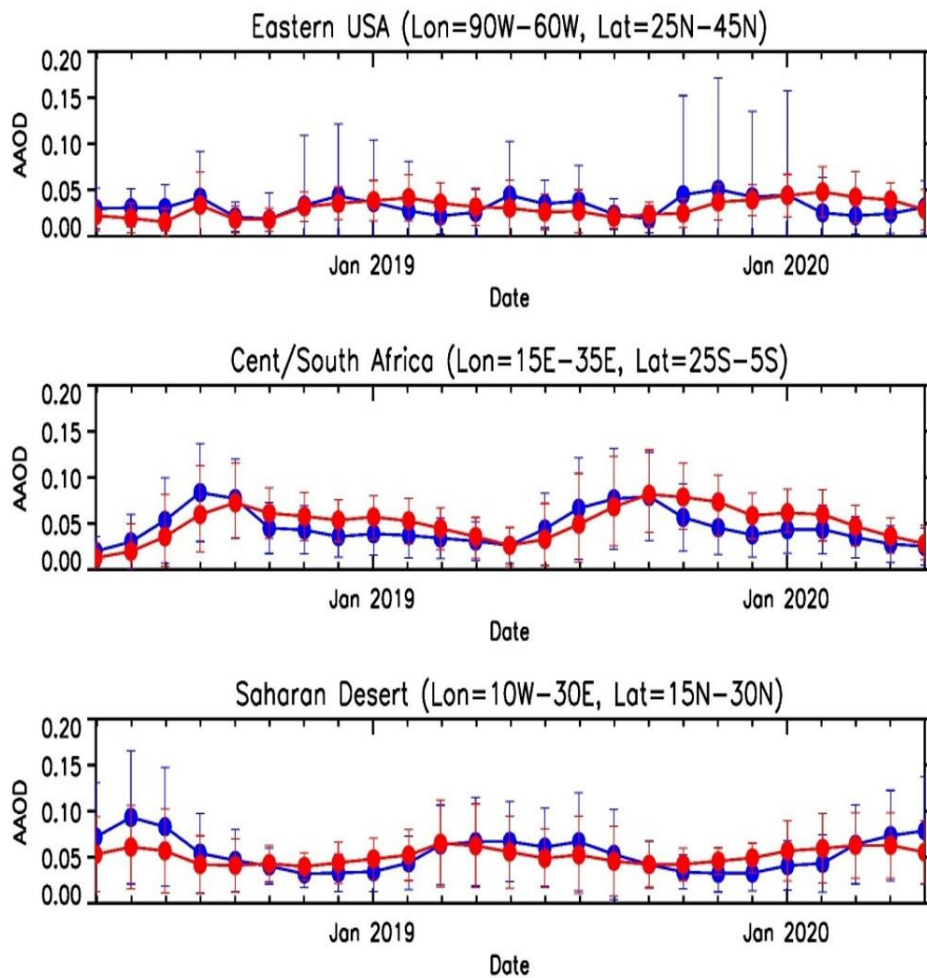 Eastern USA (Lon=90W-60W, Lat=25N-45N)
0.20
0.15
0.10
0.05
0.00
AAOD
Jan 2019
Jan 2020
Date
Cent/South Africa (Lon=15E-35E, Lat=25S-5S)
0.20
0.15
0.10
0.05
0.00
AAOD
Jan 2019
Jan 2020
Date
Saharan Desert (Lon=10W-30E, Lat=15N-30N)
0.20
0.15
0.10
0.05
0.00
AAOD
Jan 2019
Jan 2020
Date